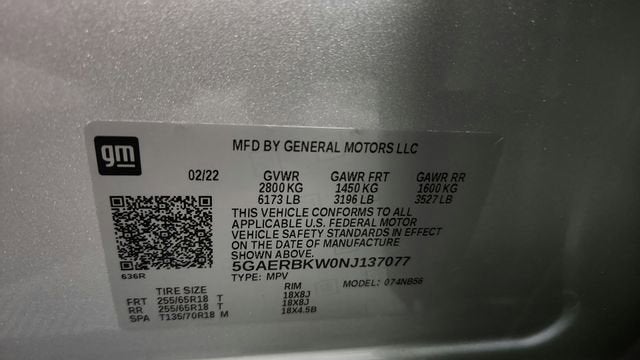 gm
MFD BY GENERAL MOTORS LLC
02/22 GVWR GAWR FRT GAWR RR
2800 KG 1450 KG 1600 KG
6173 LB 3196 LB 3527 LB
THIS VEHICLE CONFORMS TO ALL
APPLICABLE U.S. FEDERAL MOTOR
VEHICLE SAFETY STANDARDS IN EFFECT
ON THE DATE OF MANUFACTURE
SHOWN ABOVE.
5GAERBKW0NJ137077
636R
TYPE: MPV MODEL: 074NB56
TIRE SIZE RIM
FRT 255/65R18 T 18X8J
RR 255/65R18 T 18X8J
SPA T135/70R18 M 18X4.5B